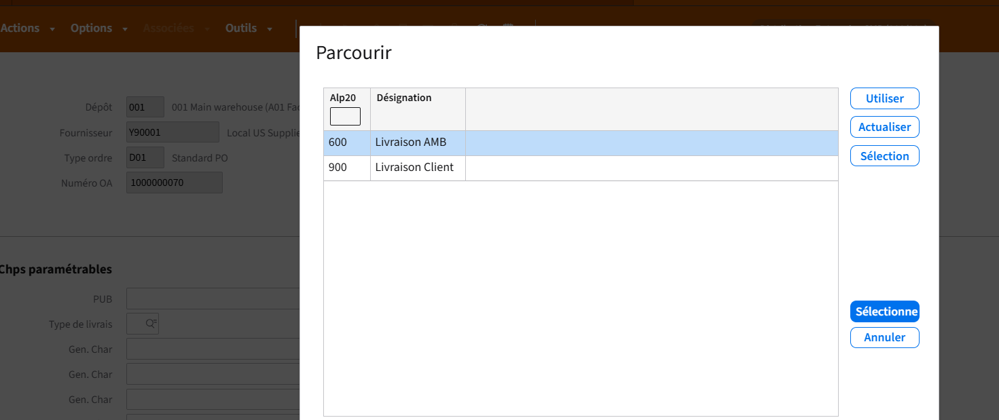 Actions Options Associées Outils
Parcourir
Alp20 Désignation
600 Livraison AMB
900 Livraison Client
Utiliser
Actualiser
Sélection
Sélectionne
Annuler
Dépôt 001 001 Main warehouse (A01 Fac
Fournisseur Y90001 Local US Supplie
Type ordre D01 Standard PO
Numéro OA 1000000070
Chps paramétrables
PUB
Type de livrais
Gen. Char
Gen. Char
Gen. Char